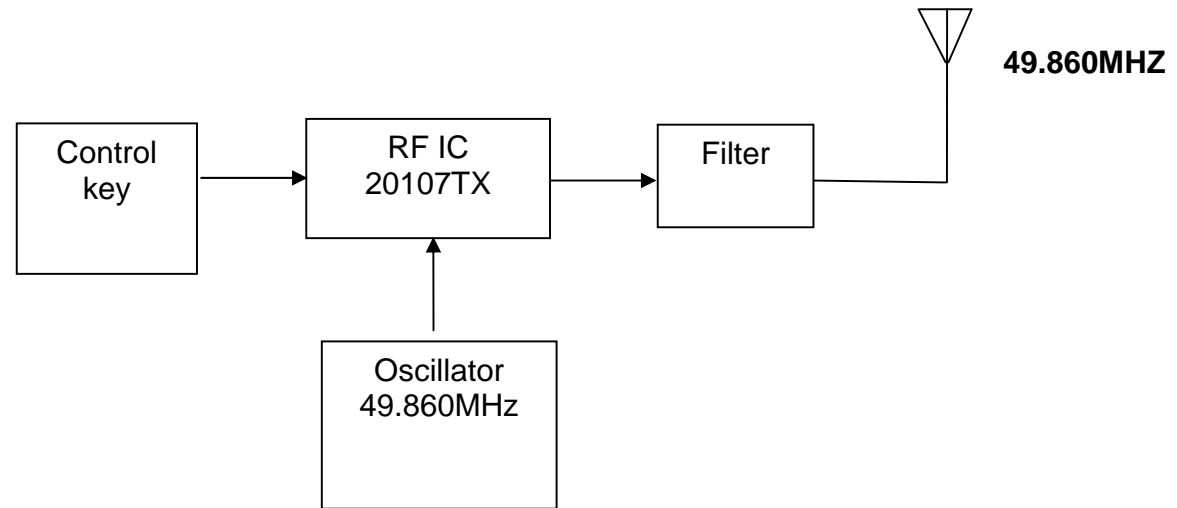 49.860MHZ
Control
key
RF IC
20107TX
Filter
Oscillator
49.860MHz